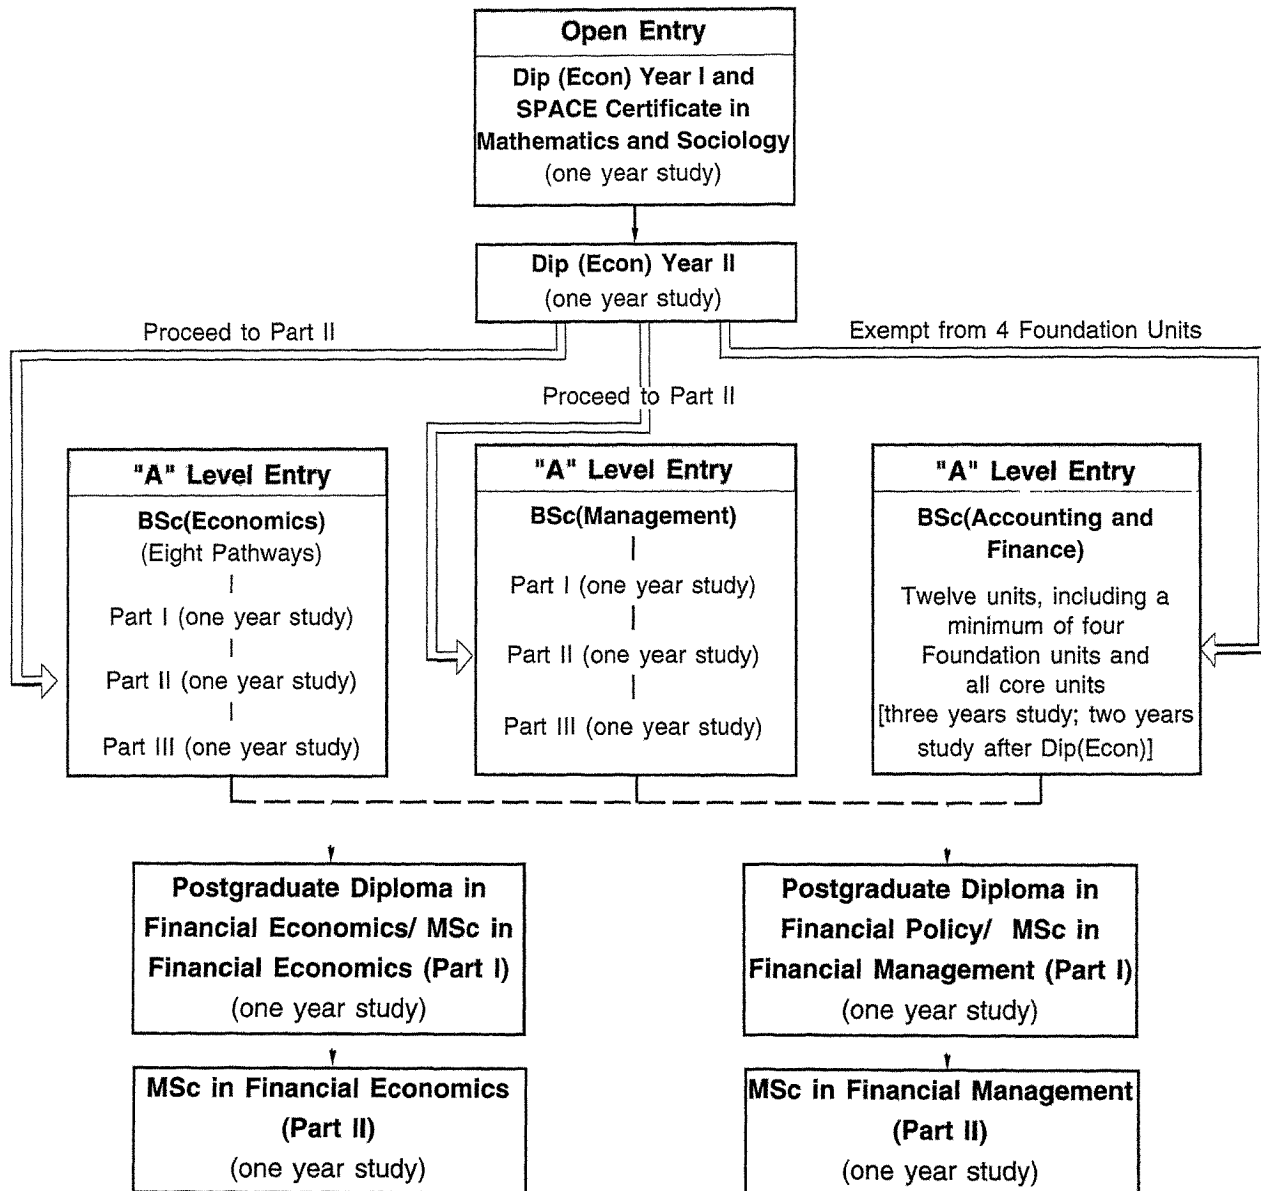 Open Entry
Dip (Econ) Year I and
SPACE Certificate in
Mathematics and Sociology
(one year study)
Dip (Econ) Year II
(one year study)
Proceed to Part II
Exempt from 4 Foundation Units
Proceed to Part II
"A" Level Entry
BSc(Economics)
(Eight Pathways)
Part I (one year study)
Part II (one year study)
Part III (one year study)
"A" Level Entry
BSc(Management)
Part I (one year study)
Part II (one year study)
Part III (one year study)
"A" Level Entry
BSc(Accounting and
Finance)
Twelve units, including a
minimum of four
Foundation units and
all core units
[three years study; two years
study after Dip(Econ)]
Postgraduate Diploma in
Financial Economics/ MSc in
Financial Economics (Part I)
(one year study)
Postgraduate Diploma in
Financial Policy/ MSc in
Financial Management (Part I)
(one year study)
MSc in Financial Economics
(Part II)
(one year study)
MSc in Financial Management
(Part II)
(one year study)